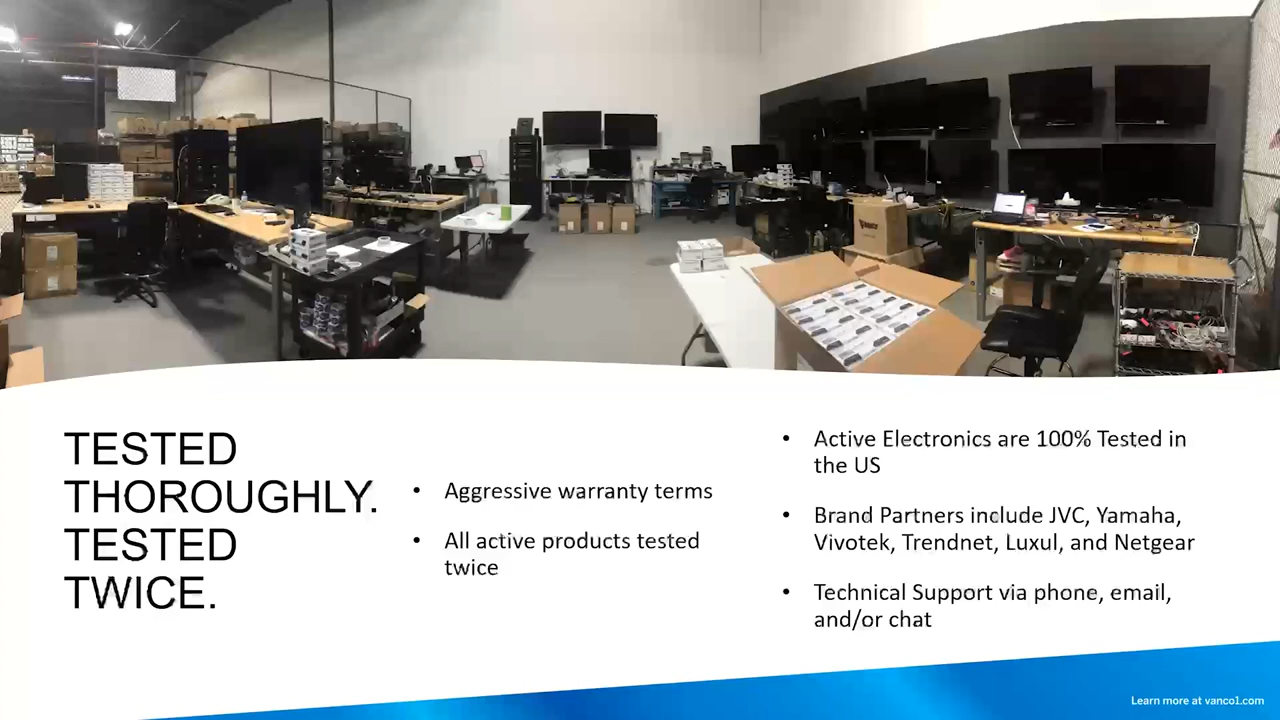 TESTED
THOROUGHLY.
TESTED
TWICE.
• Aggressive warranty terms
• All active products tested
twice
• Active Electronics are 100% Tested in
the US
• Brand Partners include JVC, Yamaha,
Vivotek, Trendnet, Luxul, and Netgear
• Technical Support via phone, email,
and/or chat
Learn more at vanco1.com